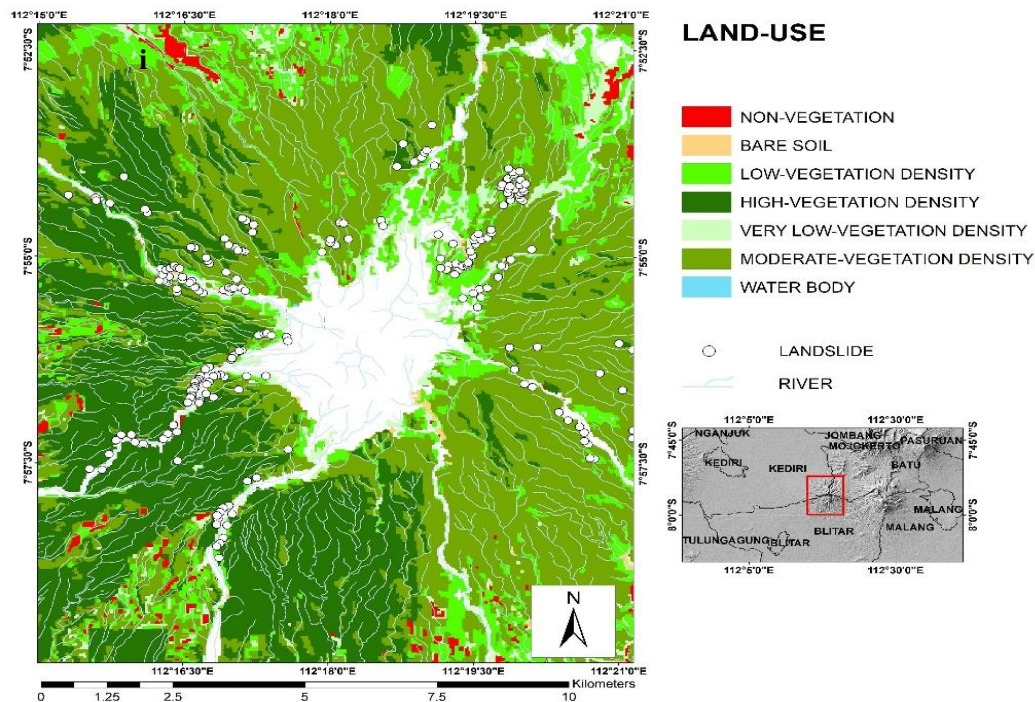 112°15'0"E 112°16'30"E 112°18'0"E 112°19'30"E 112°21'0"E
7°52'30"S
7°52'30"S
i
7°55'0"S
7°55'0"S
7°57'30"S
7°57'30"S
N
112°16'30"E 112°18'0"E 112°19'30"E 112°21'0"E
Kilometers
0 1.25 2.5 5 7.5 10
LAND-USE
NON-VEGETATION
BARE SOIL
LOW-VEGETATION DENSITY
HIGH-VEGETATION DENSITY
VERY LOW-VEGETATION DENSITY
MODERATE-VEGETATION DENSITY
WATER BODY
LANDSLIDE
RIVER
112°5'0"E 112°30'0"E
7°45'0"S
7°45'0"S
8°0'0"S
8°0'0"S
NGANJUK
JOMBANG
MOJOKERTO
PASURUAN
KEDIRI
KEDIRI
BATU
MALANG
BLITAR
MALANG
TULUNGAGUNG
BLITAR
112°5'0"E 112°30'0"E